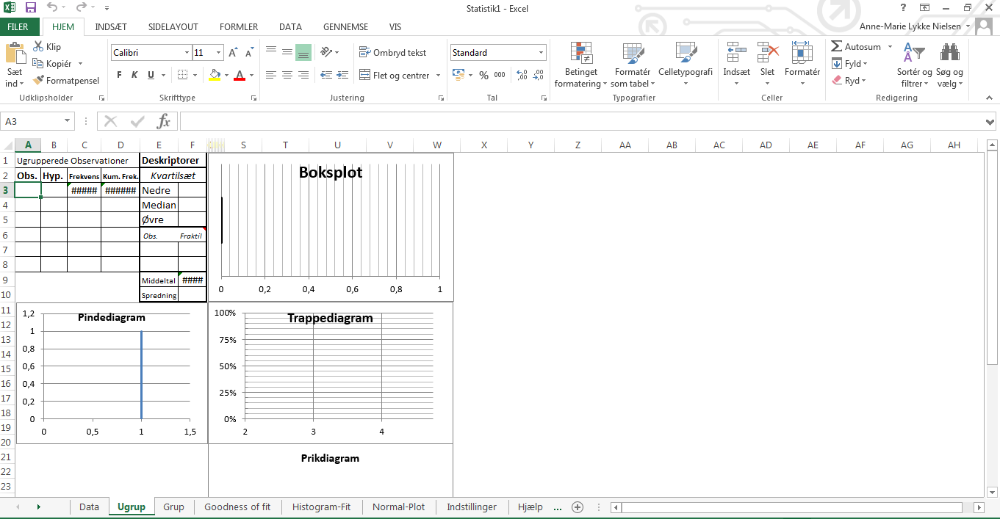 Statistik1 - Excel
FILER HJEM INDSÆT SIDELAYOUT FORMLER DATA GENNEMSE VIS
Anne-Marie Lykke Nielsen
Sæt ind
Klip
Kopiér
Formatpensel
Udklipsholder
Calibri 11
F K U A
Skrifttype
Ombryd tekst
Flet og centrer
Justering
Standard
% 000 ,00 ,0
Tal
Betinget formatering
Formatér som tabel
Celletypografi
Typografier
Indsæt Slet Formatér
Celler
Autosum
Fyld
Ryd
Sortér og filtrer
Søg og vælg
Redigering
A3 fx
A B C D E F S T U V W X Y Z AA AB AC AD AE AF AG AH
1 Ugrupperede Observationer Deskriptorer
2 Obs. Hyp. Frekvens Kum. Frek. Kvartilsæt
3 ##### ###### Nedre
4 Median
5 Øvre
6 Obs. Fraktil
7
8
9 Middeltal ####
10 Spredning
11
12
13
14
15
16
17
18
19
20
21
22
23
Boksplot
0 0,2 0,4 0,6 0,8 1
Pindediagram
1,2
1
0,8
0,6
0,4
0,2
0
0 0,5 1 1,5
Trappediagram
100%
75%
50%
25%
0%
2 3 4
Prikdiagram
Data Ugrup Grup Goodness of fit Histogram-Fit Normal-Plot Indstillinger Hjælp ...